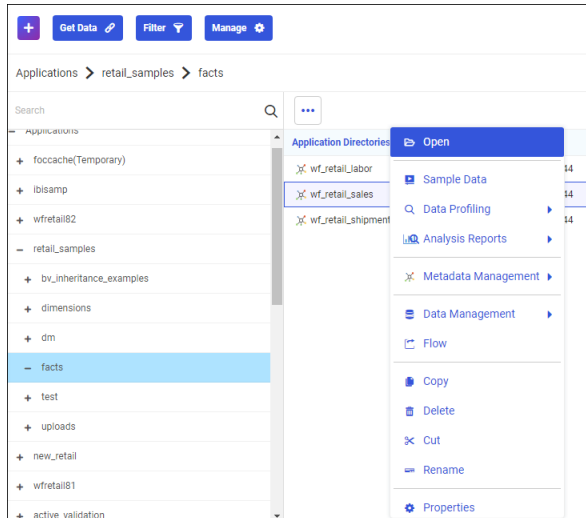 + Get Data Filter Manage
Applications > retail_samples > facts
Search
•••
Applications
+ foccache(Temporary)
+ ibisamp
+ wfretail82
− retail_samples
+ bv_inheritance_examples
+ dimensions
+ dm
− facts
+ test
+ uploads
+ new_retail
+ wfretail81
+ active_validation
Application Directories
wf_retail_labor 44
wf_retail_sales 44
wf_retail_shipment 44
Open
Sample Data
Data Profiling
Analysis Reports
Metadata Management
Data Management
Flow
Copy
Delete
Cut
Rename
Properties